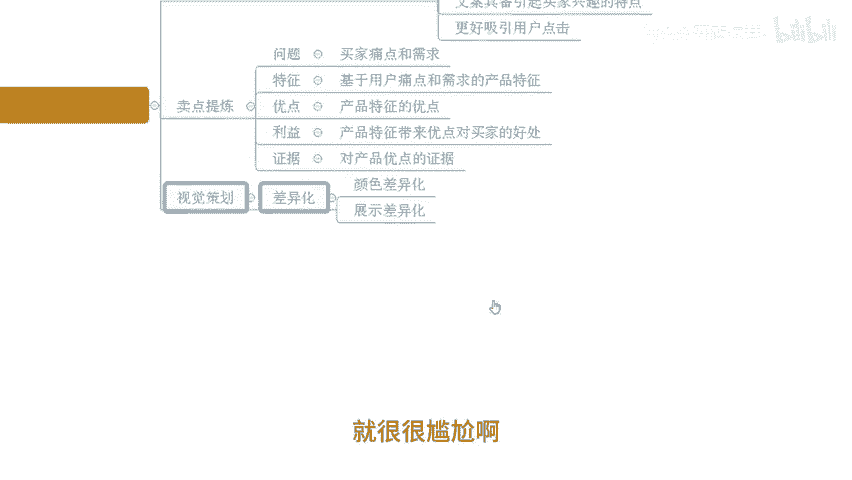 文案具备引起买家兴趣的特点
更好吸引用户点击
bilibili
卖点提炼
问题
买家痛点和需求
特征
基于用户痛点和需求的产品特征
优点
产品特征的优点
利益
产品特征带来优点对买家的好处
证据
对产品优点的证据
视觉策划
差异化
颜色差异化
展示差异化
就很很尴尬啊